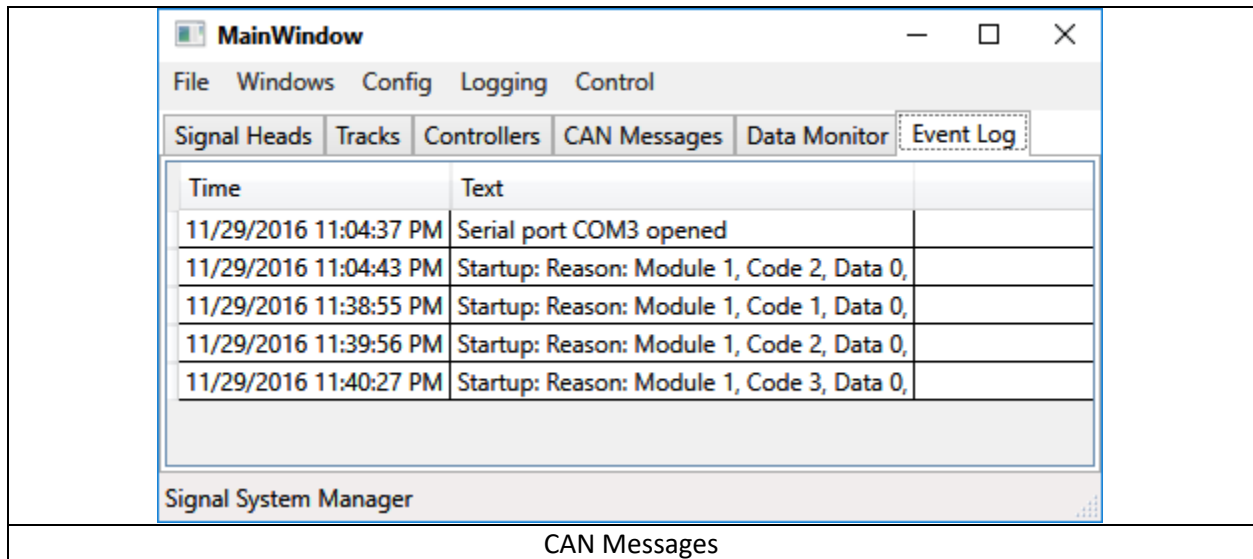 MainWindow
File Windows Config Logging Control
Signal Heads Tracks Controllers CAN Messages Data Monitor Event Log
Time Text
11/29/2016 11:04:37 PM Serial port COM3 opened
11/29/2016 11:04:43 PM Startup: Reason: Module 1, Code 2, Data 0,
11/29/2016 11:38:55 PM Startup: Reason: Module 1, Code 1, Data 0,
11/29/2016 11:39:56 PM Startup: Reason: Module 1, Code 2, Data 0,
11/29/2016 11:40:27 PM Startup: Reason: Module 1, Code 3, Data 0,
Signal System Manager
CAN Messages